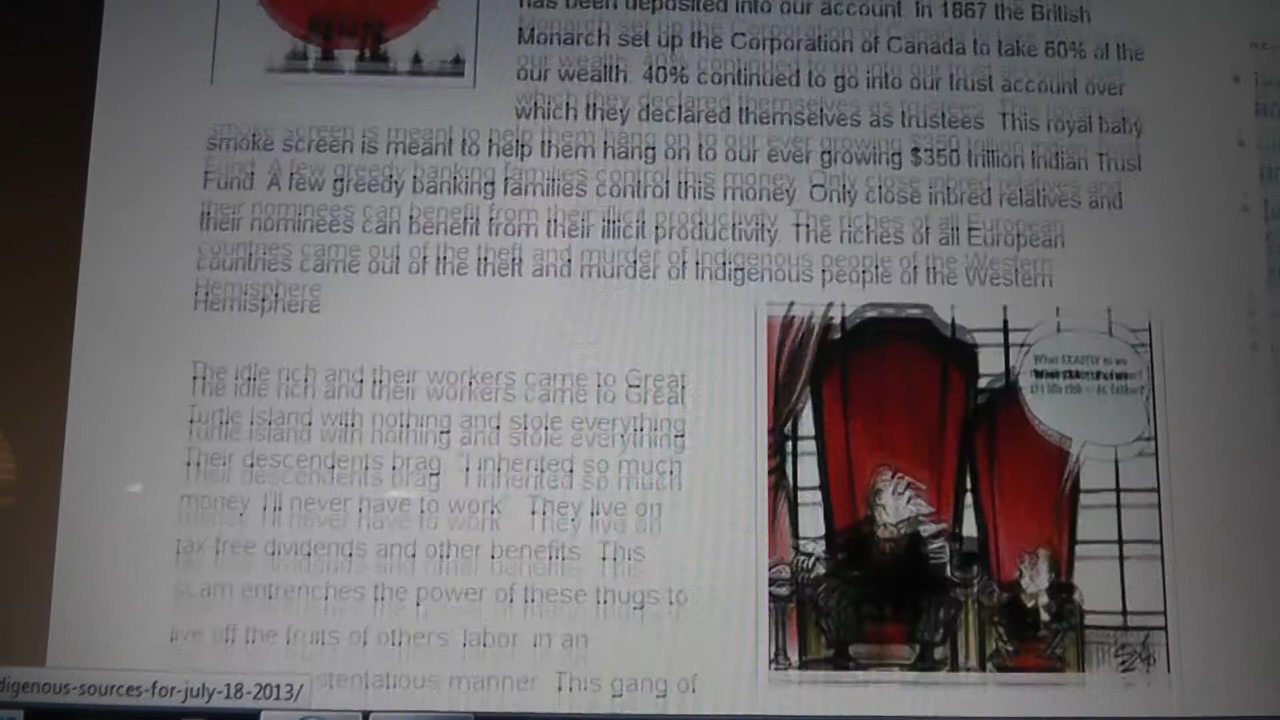 has been deposited into our account. In 1867 the British
Monarch set up the Corporation of Canada to take 60% of the
our wealth. 40% continued to go into our trust account over
which they declared themselves as trustees. This royal baby
smoke screen is meant to help them hang on to our ever growing $350 trillion Indian Trust
Fund. A few greedy banking families control this money. Only close inbred relatives and
their nominees can benefit from their illicit productivity. The riches of all European
countries came out of the theft and murder of Indigenous people of the Western
Hemisphere
The idle rich and their workers came to Great
Turtle Island with nothing and stole everything
Their descendents brag "I inherited so much
money I'll never have to work" They live on
tax free dividends and other benefits. This
scam entrenches the power of these thugs to
live off the fruits of others' labor in an
stentatious manner. This gang of
What EXACTLY do we
digenous-sources-for-july-18-2013/